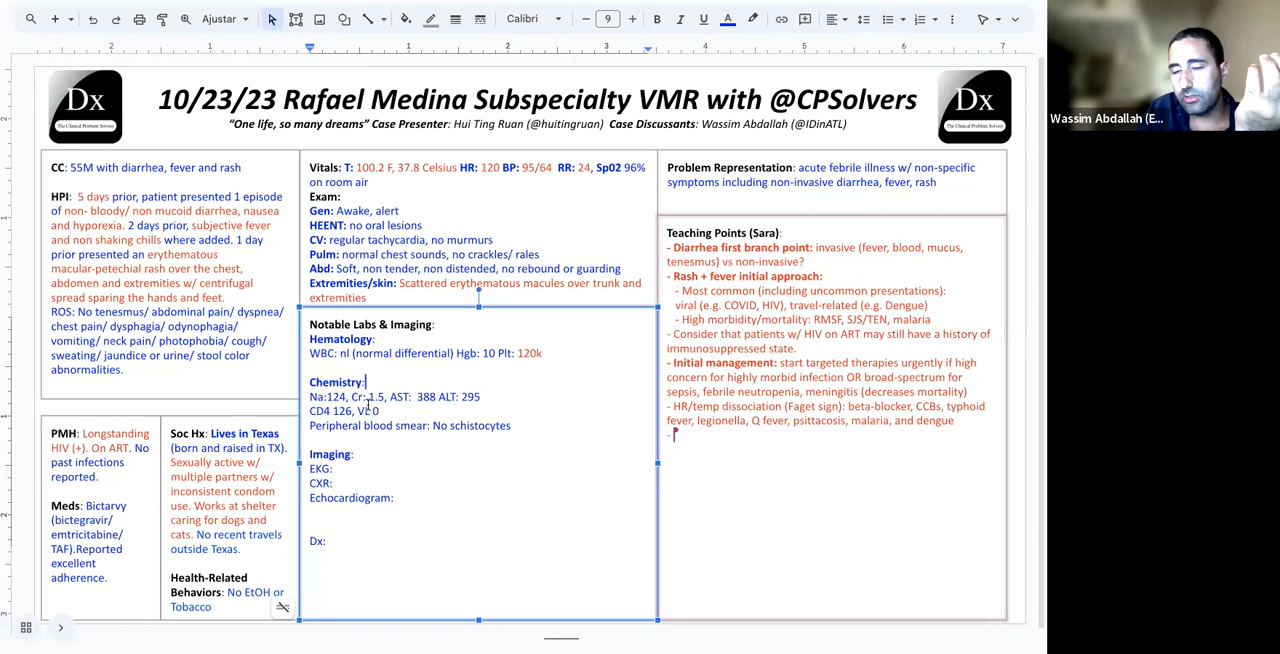 Ajustar
Calibri
9
B I U A
2 1 1 2 3 4 5 6 7
Dx
The Clinical Problem Solvers
10/23/23 Rafael Medina Subspecialty VMR with @CPSolvers
“One life, so many dreams” Case Presenter: Hui Ting Ruan (@huitingruan) Case Discussants: Wassim Abdallah (@IDinATL)
Dx
The Clinical Problem Solvers
CC: 55M with diarrhea, fever and rash
HPI: 5 days prior, patient presented 1 episode
of non- bloody/ non mucoid diarrhea, nausea
and hyporexia. 2 days prior, subjective fever
and non shaking chills where added. 1 day
prior presented an erythematous
macular-petechial rash over the chest,
abdomen and extremities w/ centrifugal
spread sparing the hands and feet.
ROS: No tenesmus/ abdominal pain/ dyspnea/
chest pain/ dysphagia/ odynophagia/
vomiting/ neck pain/ photophobia/ cough/
sweating/ jaundice or urine/ stool color
abnormalities.
PMH: Longstanding
HIV (+). On ART. No
past infections
reported.
Meds: Bictarvy
(bictegravir/
emtricitabine/
TAF).Reported
excellent
adherence.
Soc Hx: Lives in Texas
(born and raised in TX).
Sexually active w/
multiple partners w/
inconsistent condom
use. Works at shelter
caring for dogs and
cats. No recent travels
outside Texas.
Health-Related
Behaviors: No EtOH or
Tobacco
Vitals: T: 100.2 F, 37.8 Celsius HR: 120 BP: 95/64 RR: 24, Sp02 96%
on room air
Exam:
Gen: Awake, alert
HEENT: no oral lesions
CV: regular tachycardia, no murmurs
Pulm: normal chest sounds, no crackles/ rales
Abd: Soft, non tender, non distended, no rebound or guarding
Extremities/skin: Scattered erythematous macules over trunk and
extremities
Notable Labs & Imaging:
Hematology:
WBC: nl (normal differential) Hgb: 10 Plt: 120k
Chemistry:
Na:124, Cr: 1.5, AST: 388 ALT: 295
CD4 126, VL 0
Peripheral blood smear: No schistocytes
Imaging:
EKG:
CXR:
Echocardiogram:
Dx:
Problem Representation: acute febrile illness w/ non-specific
symptoms including non-invasive diarrhea, fever, rash
Teaching Points (Sara):
- Diarrhea first branch point: invasive (fever, blood, mucus,
tenesmus) vs non-invasive?
- Rash + fever initial approach:
- Most common (including uncommon presentations):
viral (e.g. COVID, HIV), travel-related (e.g. Dengue)
- High morbidity/mortality: RMSF, SJS/TEN, malaria
- Consider that patients w/ HIV on ART may still have a history of
immunosuppressed state.
- Initial management: start targeted therapies urgently if high
concern for highly morbid infection OR broad-spectrum for
sepsis, febrile neutropenia, meningitis (decreases mortality)
- HR/temp dissociation (Faget sign): beta-blocker, CCBs, typhoid
fever, legionella, Q fever, psittacosis, malaria, and dengue
-
Wassim Abdallah (E...